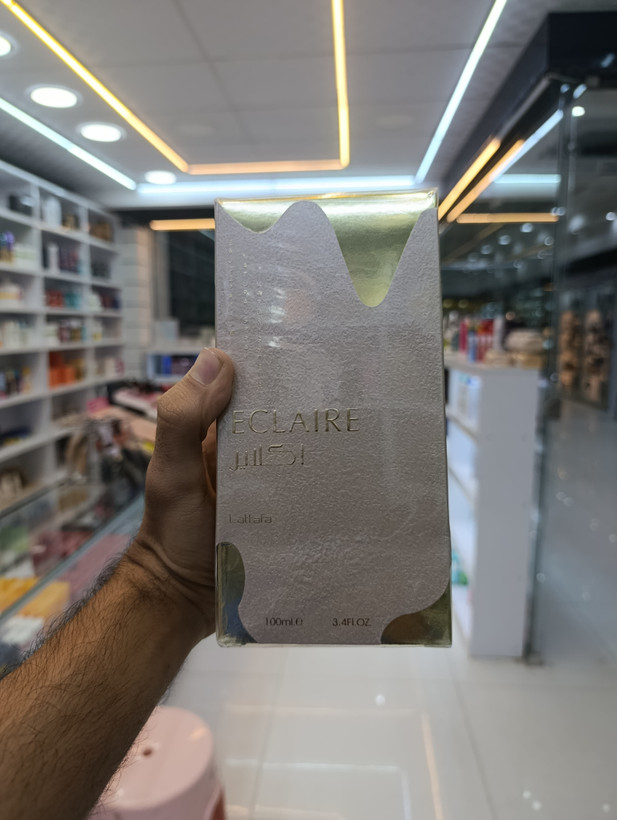 ECLAIRE
اكلير
Lattafa
100ml e 3.4FL.OZ.